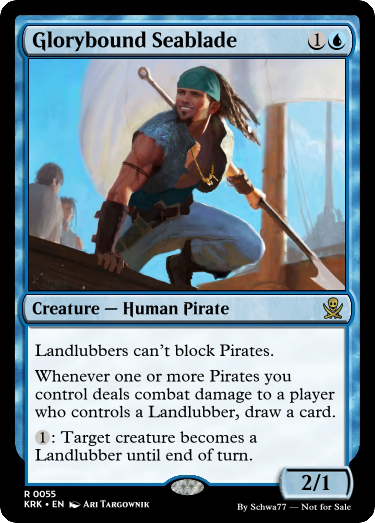 Glorybound Seablade 1
Creature — Human Pirate
Landlubbers can't block Pirates.
Whenever one or more Pirates you
control deals combat damage to a player
who controls a Landlubber, draw a card.
1: Target creature becomes a
Landlubber until end of turn.
2/1
R 0055
KRK • EN Ari Targownik
By Schwa77 — Not for Sale